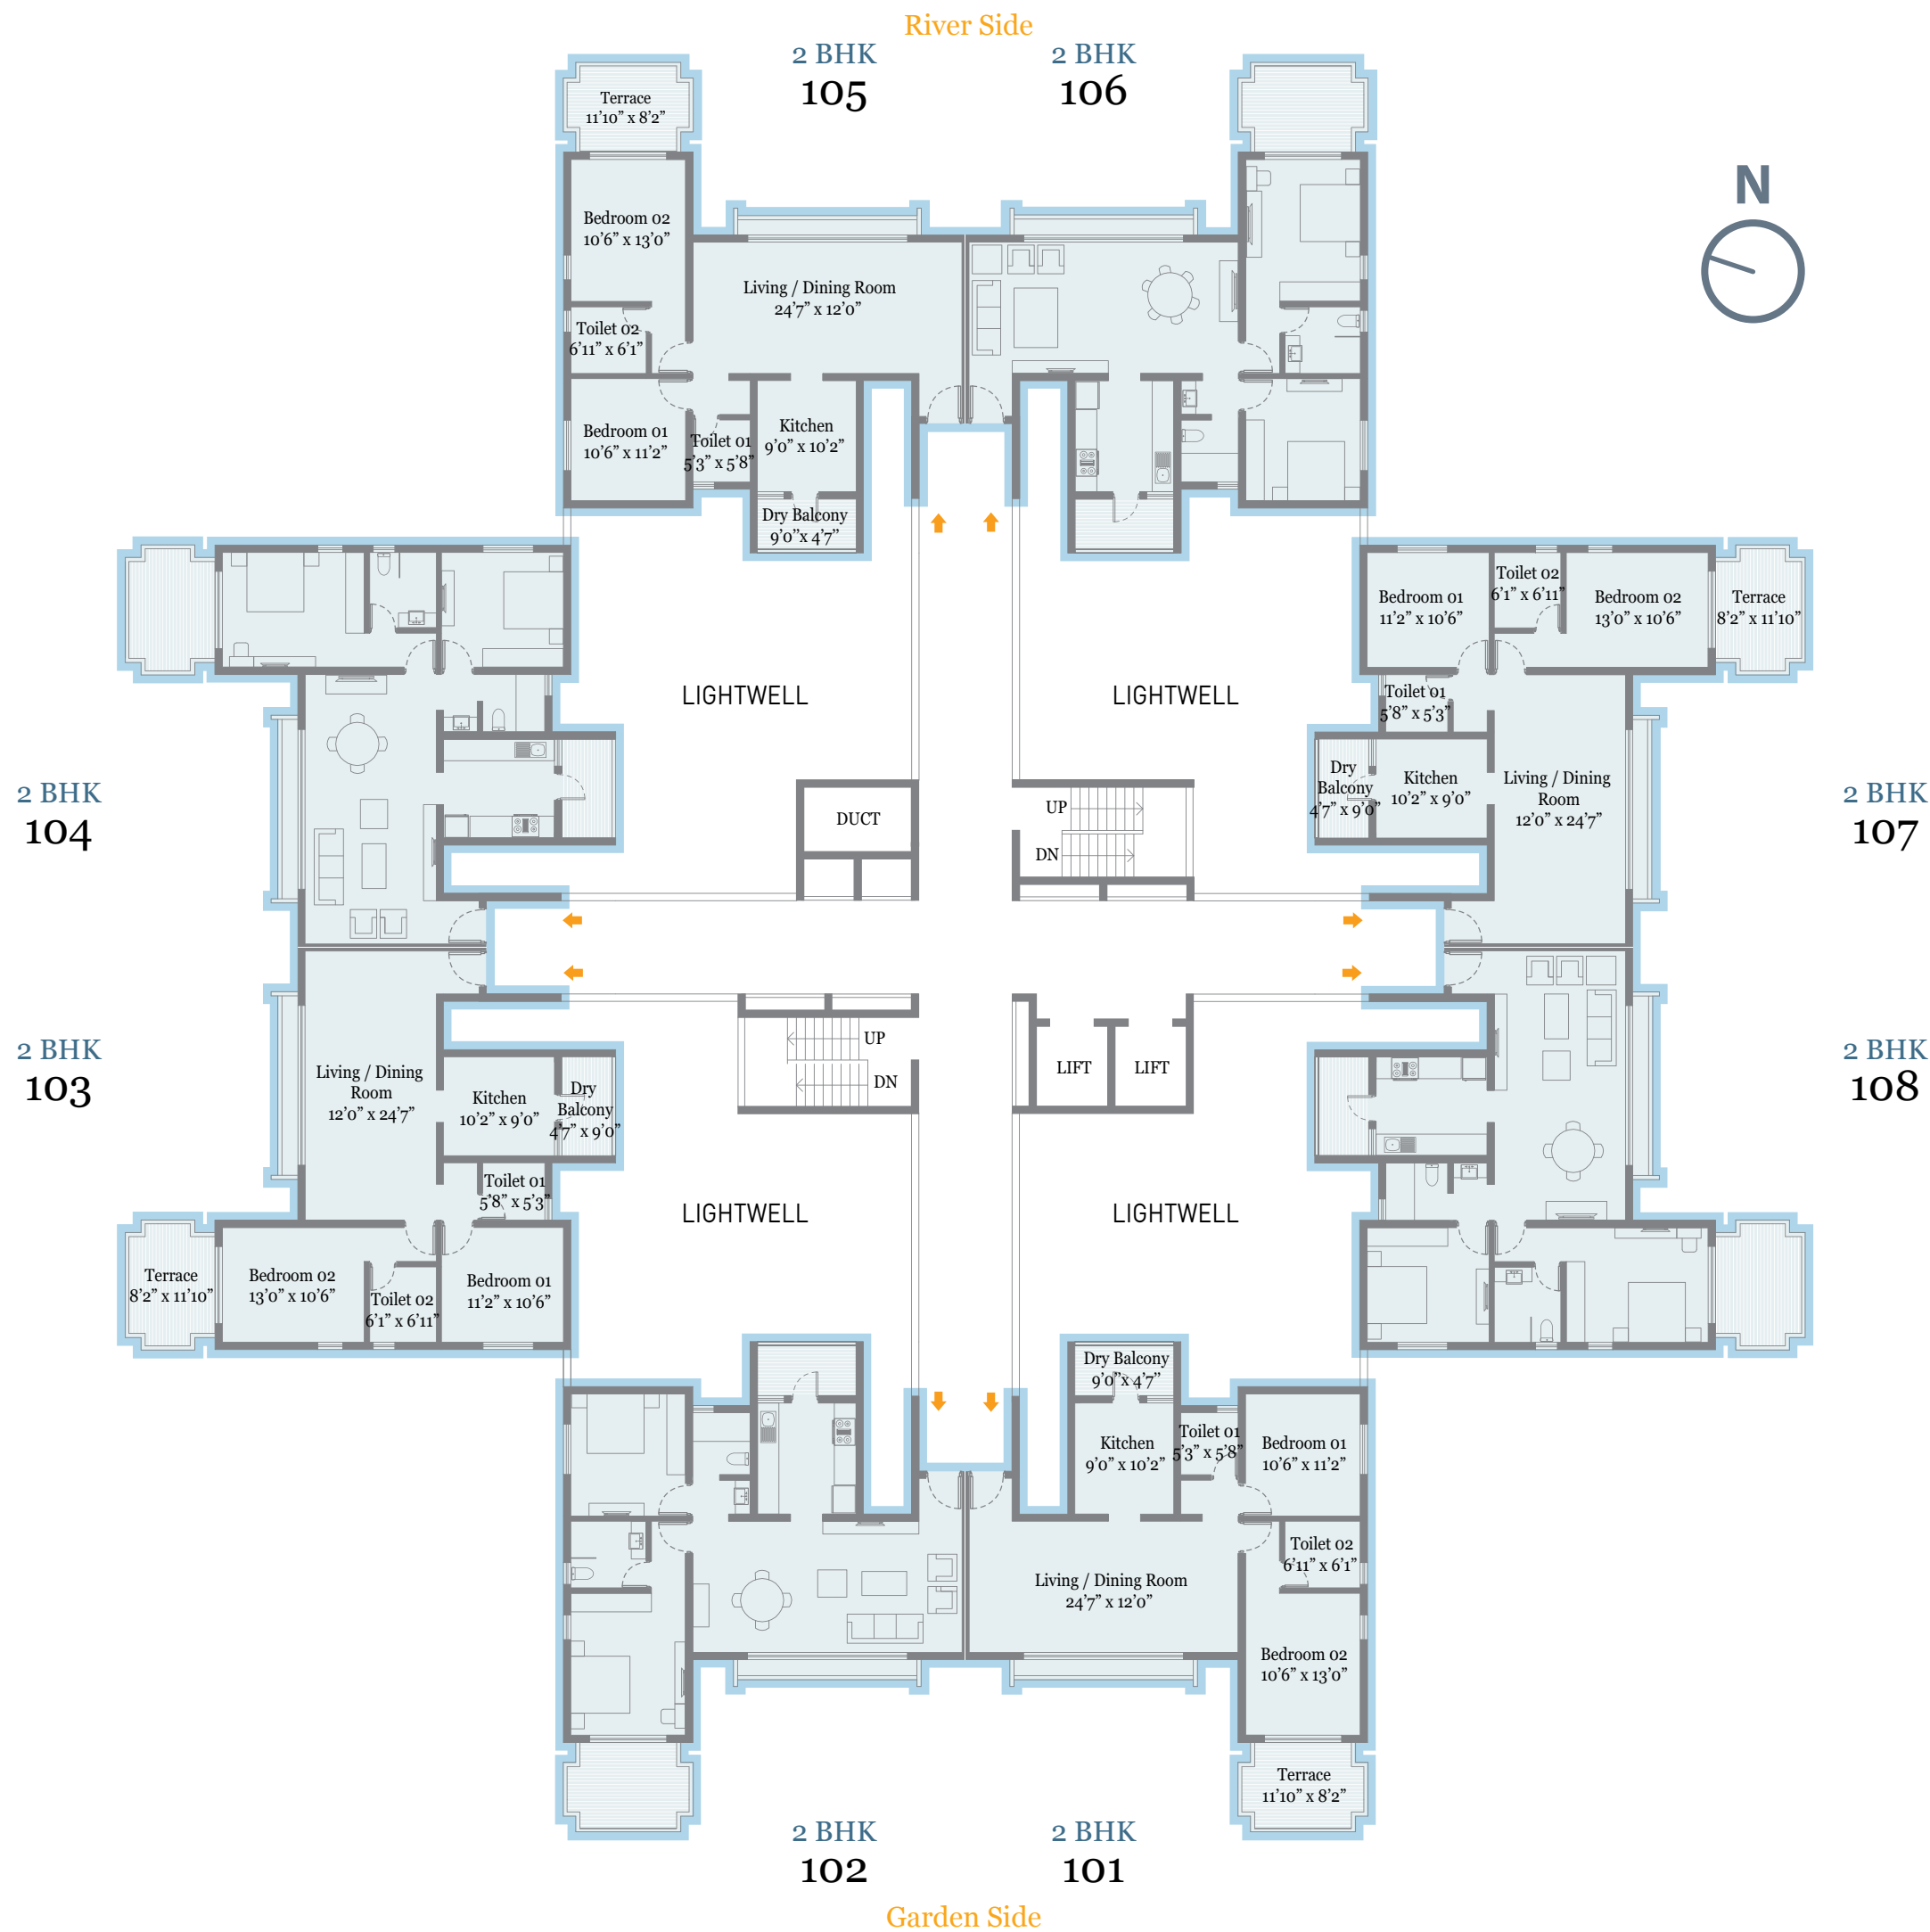 River Side
2 BHK
105
2 BHK
106
N
Terrace
11’10” x 8’2”
Bedroom 02
10’6” x 13’0”
Living / Dining Room
24’7” x 12’0”
Toilet 02
6’11” x 6’1”
Bedroom 01
10’6” x 11’2”
Toilet 01
5’3” x 5’8”
Kitchen
9’0” x 10’2”
Dry Balcony
9’0”x 4’7”
LIGHTWELL
LIGHTWELL
Bedroom 01
11’2” x 10’6”
Toilet 02
6’1” x 6’11”
Bedroom 02
13’0” x 10’6”
Terrace
8’2” x 11’10”
Toilet 01
5’8” x 5’3”
Dry
Balcony
4’7” x 9’0”
Kitchen
10’2” x 9’0”
Living / Dining
Room
12’0” x 24’7”
2 BHK
104
DUCT
UP
DN
2 BHK
107
2 BHK
103
Living / Dining
Room
12’0” x 24’7”
Kitchen
10’2” x 9’0”
Dry
Balcony
4’7” x 9’0”
UP
DN
LIFT
LIFT
2 BHK
108
Toilet 01
5’8” x 5’3”
LIGHTWELL
LIGHTWELL
Terrace
8’2” x 11’10”
Bedroom 02
13’0” x 10’6”
Toilet 02
6’1” x 6’11”
Bedroom 01
11’2” x 10’6”
Dry Balcony
9’0”x 4’7”
Kitchen
9’0” x 10’2”
Toilet 01
5’3” x 5’8”
Bedroom 01
10’6” x 11’2”
Toilet 02
6’11” x 6’1”
Living / Dining Room
24’7” x 12’0”
Bedroom 02
10’6” x 13’0”
Terrace
11’10” x 8’2”
2 BHK
102
2 BHK
101
Garden Side